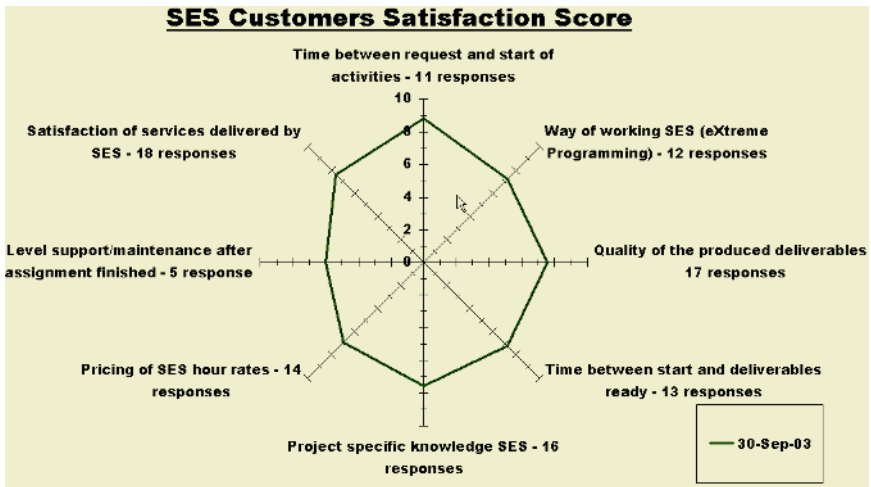 SES Customers Satisfaction Score
Time between request and start of
activities - 11 responses
10
8
6
4
2
0
Way of working SES (eXtreme
Programming) - 12 responses
Quality of the produced deliverables
17 responses
Time between start and deliverables
ready - 13 responses
Project specific knowledge SES - 16
responses
Pricing of SES hour rates - 14
responses
Level support/maintenance after
assignment finished - 5 response
Satisfaction of services delivered by
SES - 18 responses
30-Sep-03